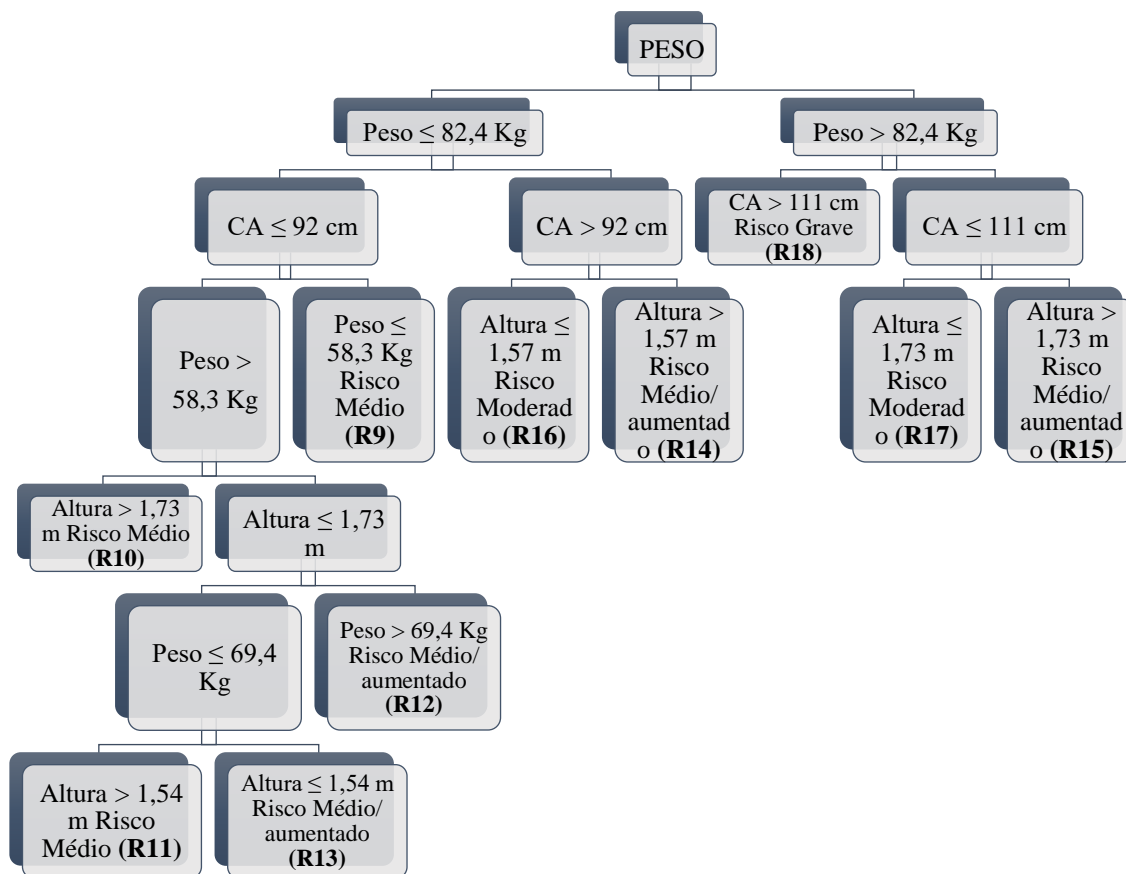 PESO
Peso ≤ 82,4 Kg
Peso > 82,4 Kg
CA ≤ 92 cm
CA > 92 cm
CA > 111 cm
Risco Grave
(R18)
CA ≤ 111 cm
Peso >
58,3 Kg
Peso ≤
58,3 Kg
Risco
Médio
(R9)
Altura ≤
1,57 m
Risco
Moderad
o (R16)
Altura >
1,57 m
Risco
Médio/
aumentad
o (R14)
Altura ≤
1,73 m
Risco
Moderad
o (R17)
Altura >
1,73 m
Risco
Médio/
aumentad
o (R15)
Altura > 1,73
m Risco Médio
(R10)
Altura ≤ 1,73
m
Peso ≤ 69,4
Kg
Peso > 69,4 Kg
Risco Médio/
aumentado
(R12)
Altura > 1,54
m Risco
Médio (R11)
Altura ≤ 1,54 m
Risco Médio/
aumentado
(R13)